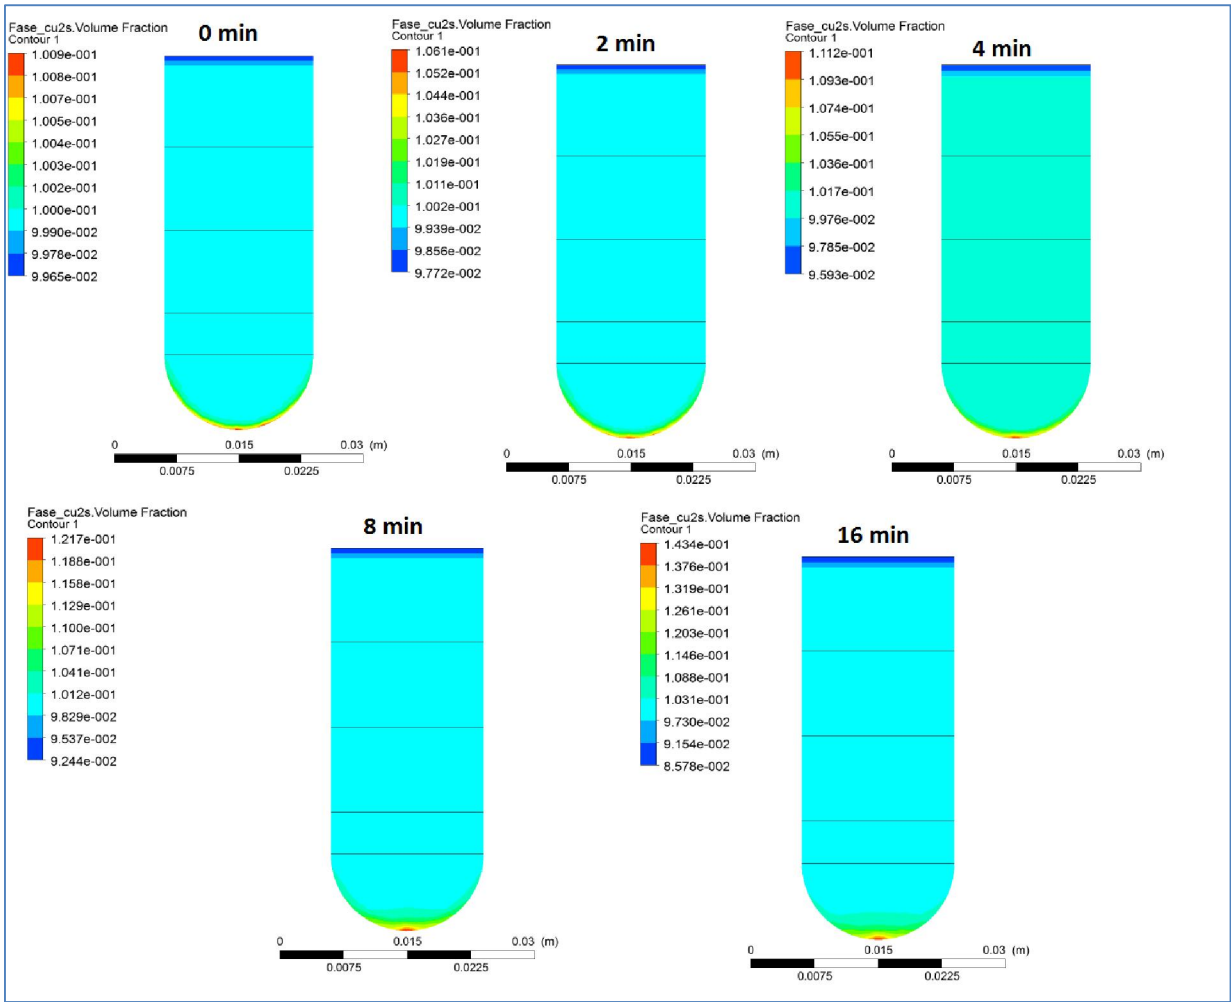 Fase_cu2s.Volume Fraction
Contour 1
0 min
1.009e-001
1.008e-001
1.007e-001
1.005e-001
1.004e-001
1.003e-001
1.002e-001
1.000e-001
9.990e-002
9.978e-002
9.965e-002
0 0.015 0.03 (m)
0.0075 0.0225
Fase_cu2s.Volume Fraction
Contour 1
2 min
1.061e-001
1.052e-001
1.044e-001
1.036e-001
1.027e-001
1.019e-001
1.011e-001
1.002e-001
9.939e-002
9.856e-002
9.772e-002
0 0.015 0.03 (m)
0.0075 0.0225
Fase_cu2s.Volume Fraction
Contour 1
4 min
1.112e-001
1.093e-001
1.074e-001
1.055e-001
1.036e-001
1.017e-001
9.976e-002
9.785e-002
9.593e-002
0 0.015 0.03 (m)
0.0075 0.0225
Fase_cu2s.Volume Fraction
Contour 1
8 min
1.217e-001
1.188e-001
1.158e-001
1.129e-001
1.100e-001
1.071e-001
1.041e-001
1.012e-001
9.829e-002
9.537e-002
9.244e-002
0 0.015 0.03 (m)
0.0075 0.0225
Fase_cu2s.Volume Fraction
Contour 1
16 min
1.434e-001
1.376e-001
1.319e-001
1.261e-001
1.203e-001
1.146e-001
1.088e-001
1.031e-001
9.730e-002
9.154e-002
8.578e-002
0 0.015 0.03 (m)
0.0075 0.0225